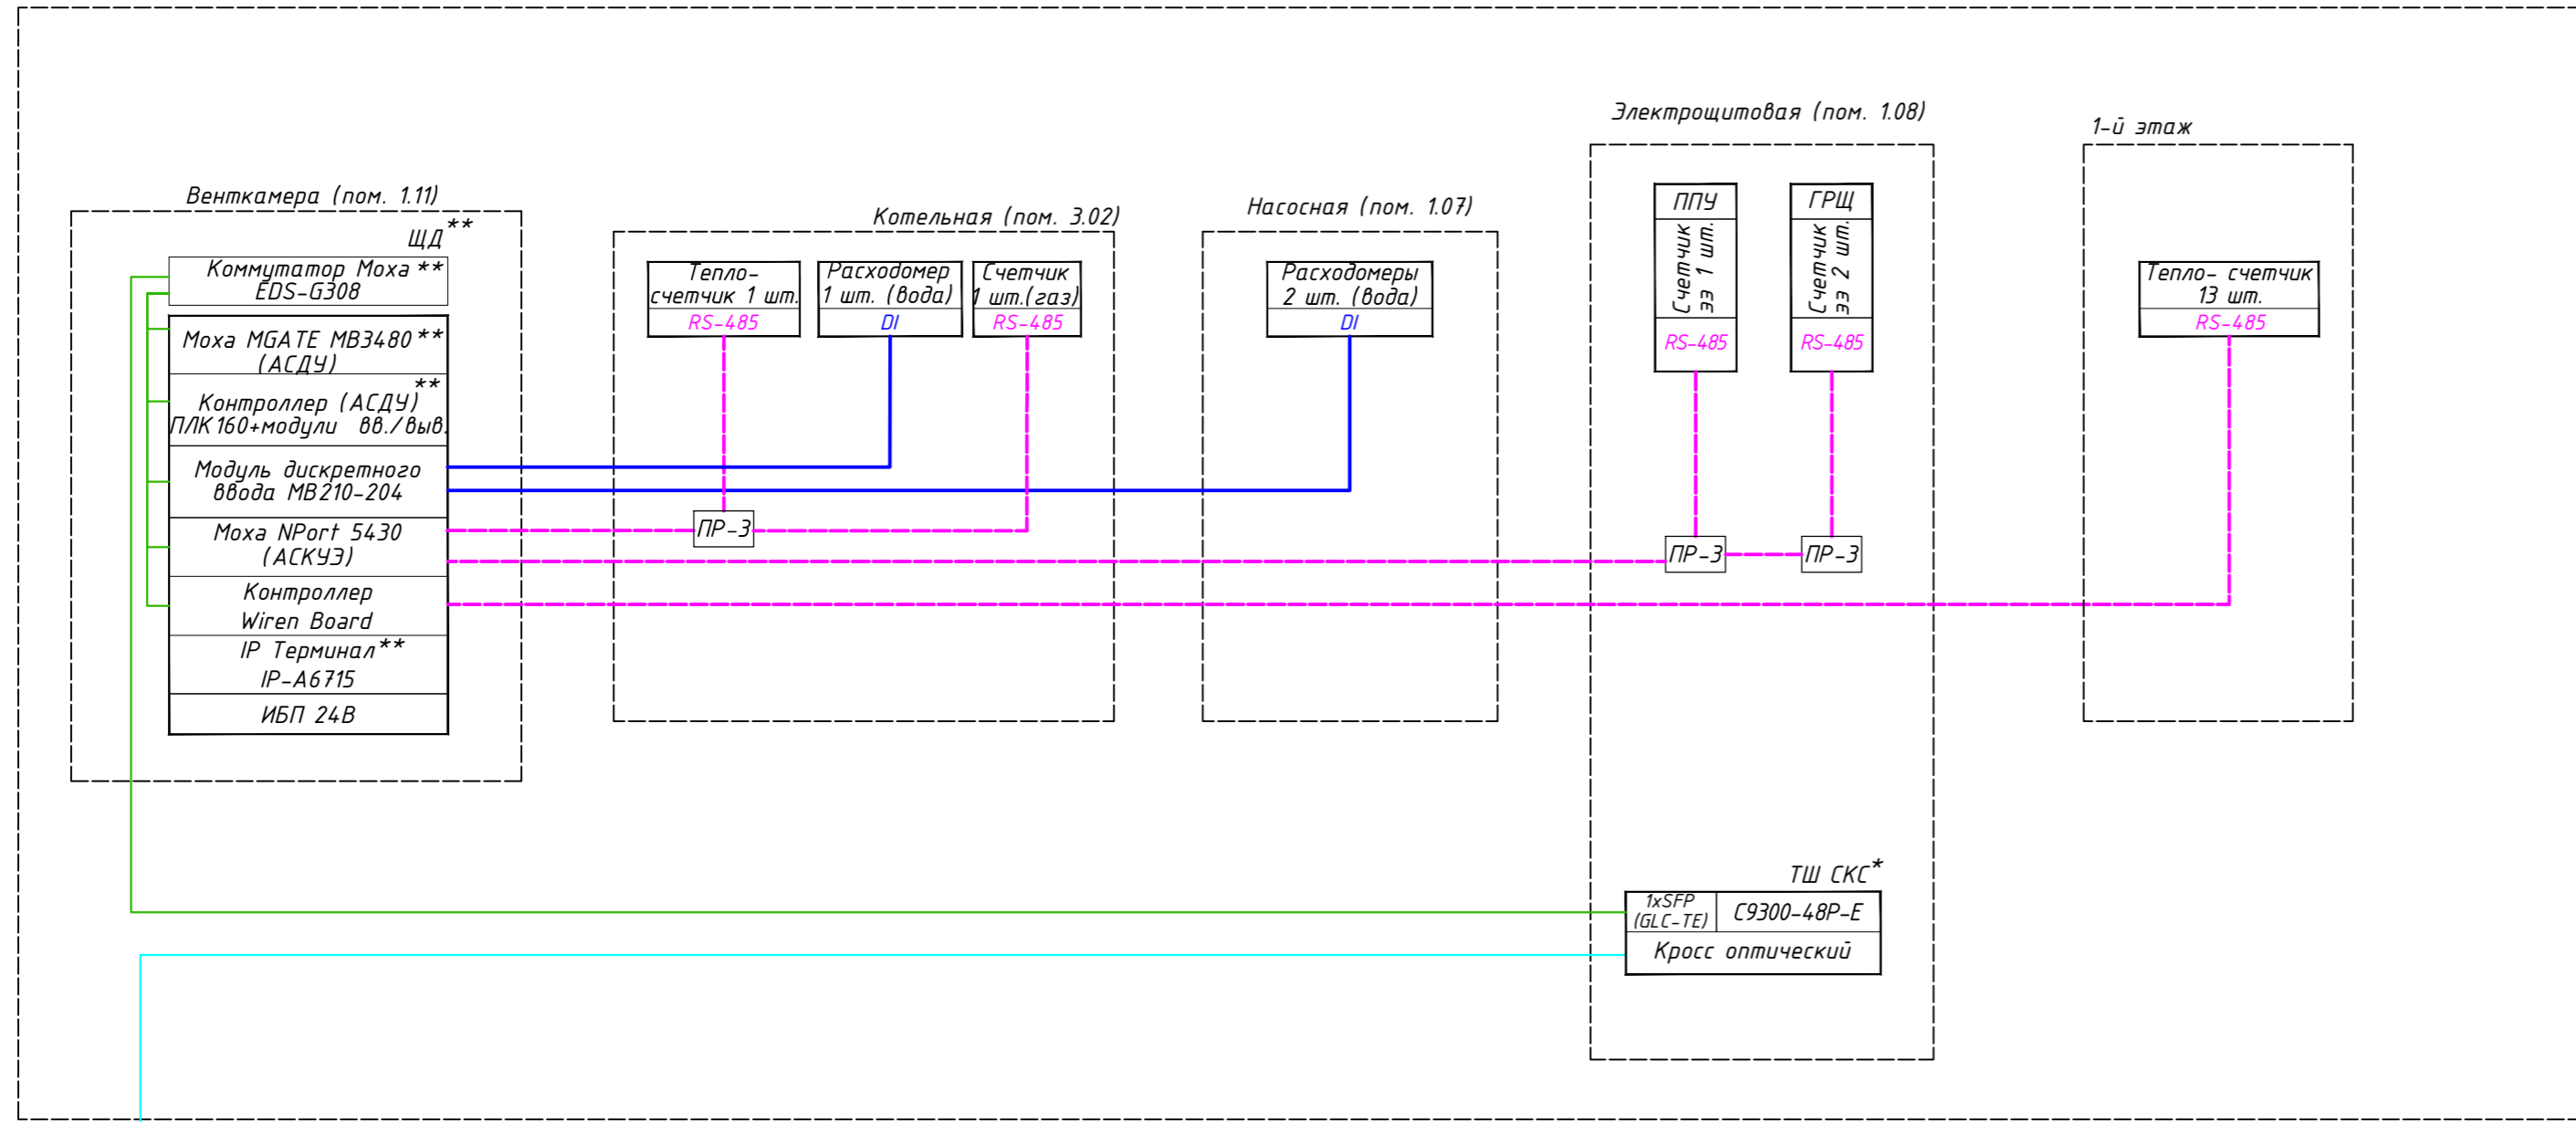 Венткамера (пом. 1.11)
ЩД**
Коммутатор Moxa **
EDS-G308
Moxa MGATE MB3480 **
(АСДУ)
**
Контроллер (АСДУ)
ПЛК160+модули вв./выв.
Модуль дискретного
ввода МВ210-204
Moxa NPort 5430
(АСКУЭ)
Контроллер
Wiren Board
IP Терминал**
IP-A6715
ИБП 24В
Котельная (пом. 3.02)
Тепло-
счетчик 1 шт.
RS-485
Расходомер
1 шт. (вода)
DI
Счетчик
1 шт.(газ)
RS-485
ПР-3
Насосная (пом. 1.07)
Расходомеры
2 шт. (вода)
DI
Электрощитовая (пом. 1.08)
ППУ
Счетчик
ээ 1 шт.
RS-485
ГРЩ
Счетчик
ээ 2 шт.
RS-485
ПР-3
ПР-3
ТШ СКС*
1xSFP
(GLC-TE)
C9300-48P-E
Кросс оптический
1-й этаж
Тепло- счетчик
13 шт.
RS-485